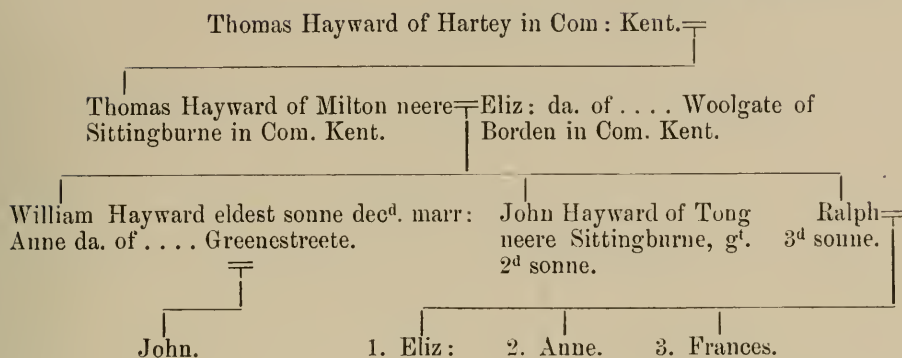 Thomas Hayward of Hartey in Com : Kent.
Thomas Hayward of Milton neere
Sittingburne in Com. Kent.
Eliz : da. of . . . . Woolgate of
Borden in Com. Kent.
William Hayward eldest sonne decᵈ. marr :
Anne da. of . . . . Greenestreete.
John Hayward of Tong
neere Sittingburne, gᵗ.
2ᵈ sonne.
Ralph
3ᵈ sonne.
John.
1. Eliz :
2. Anne.
3. Frances.